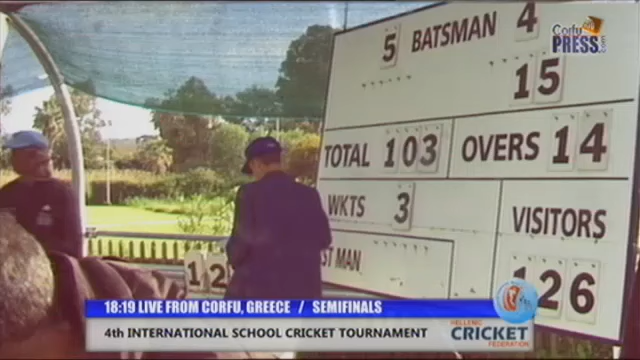 5 BATSMAN 4
15
Corfu
PRESS.com
TOTAL 103 OVERS 14
WKTS 3
VISITORS
ST MAN
126
12
18:19 LIVE FROM CORFU, GREECE / SEMIFINALS
4th INTERNATIONAL SCHOOL CRICKET TOURNAMENT
HELLENIC
CRICKET
FEDERATION